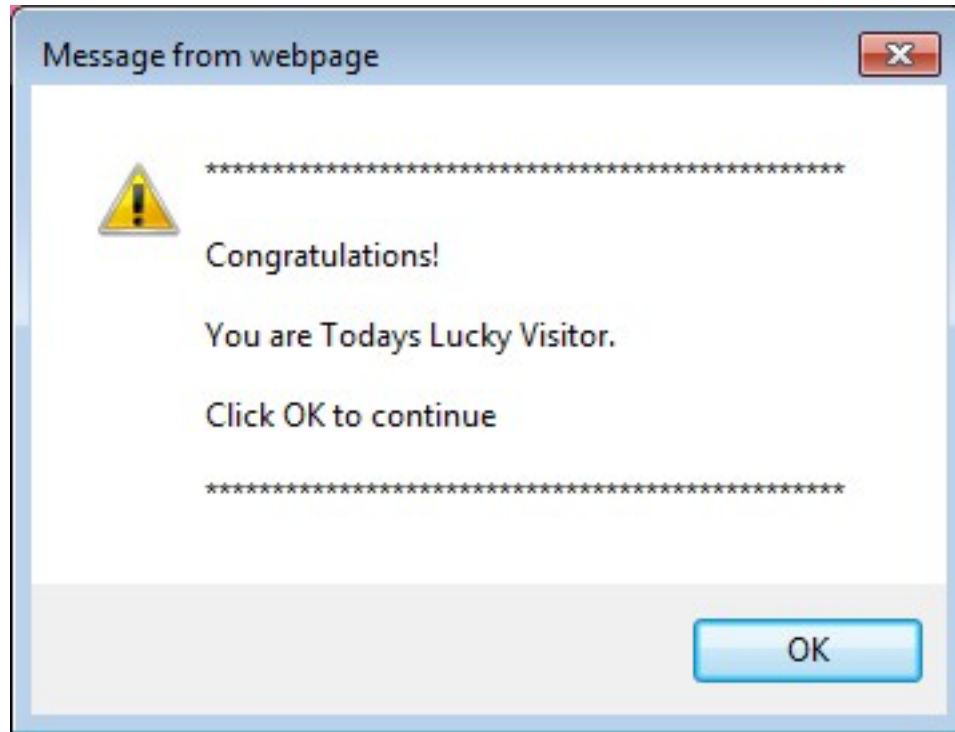 Message from webpage
************************************************
Congratulations!
You are Todays Lucky Visitor.
Click OK to continue
************************************************
OK